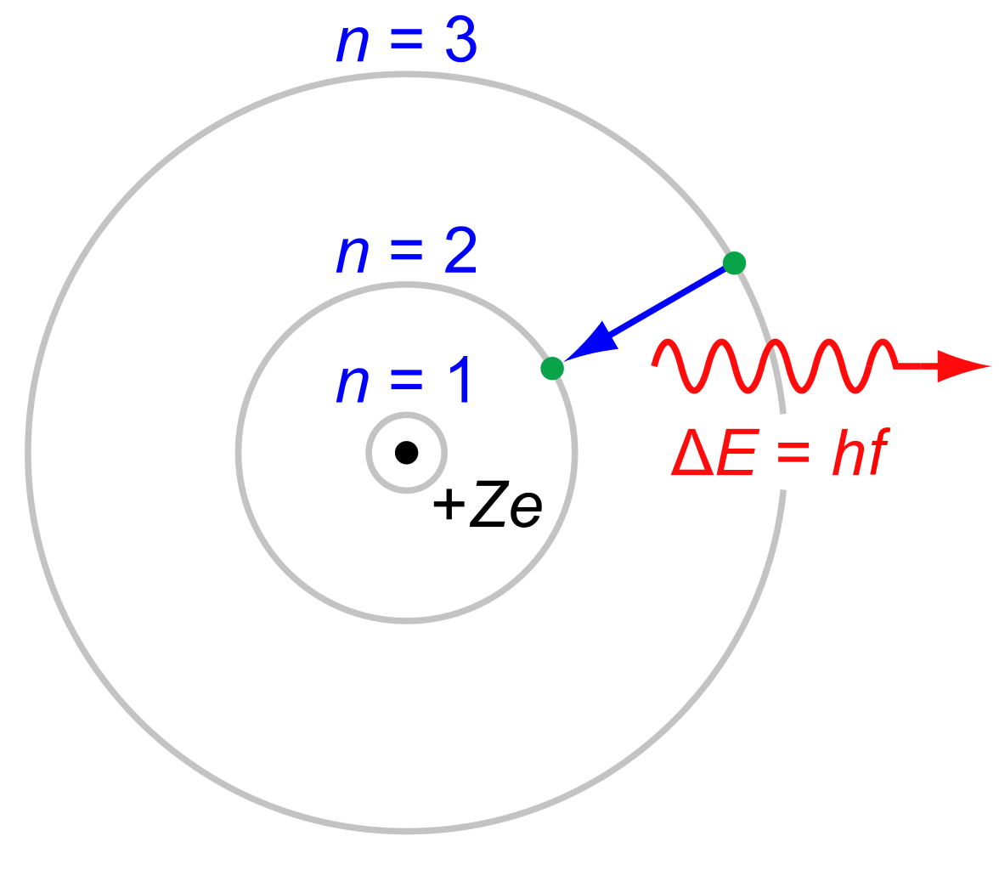 n = 3
n = 2
n = 1
+Ze
ΔE = hf